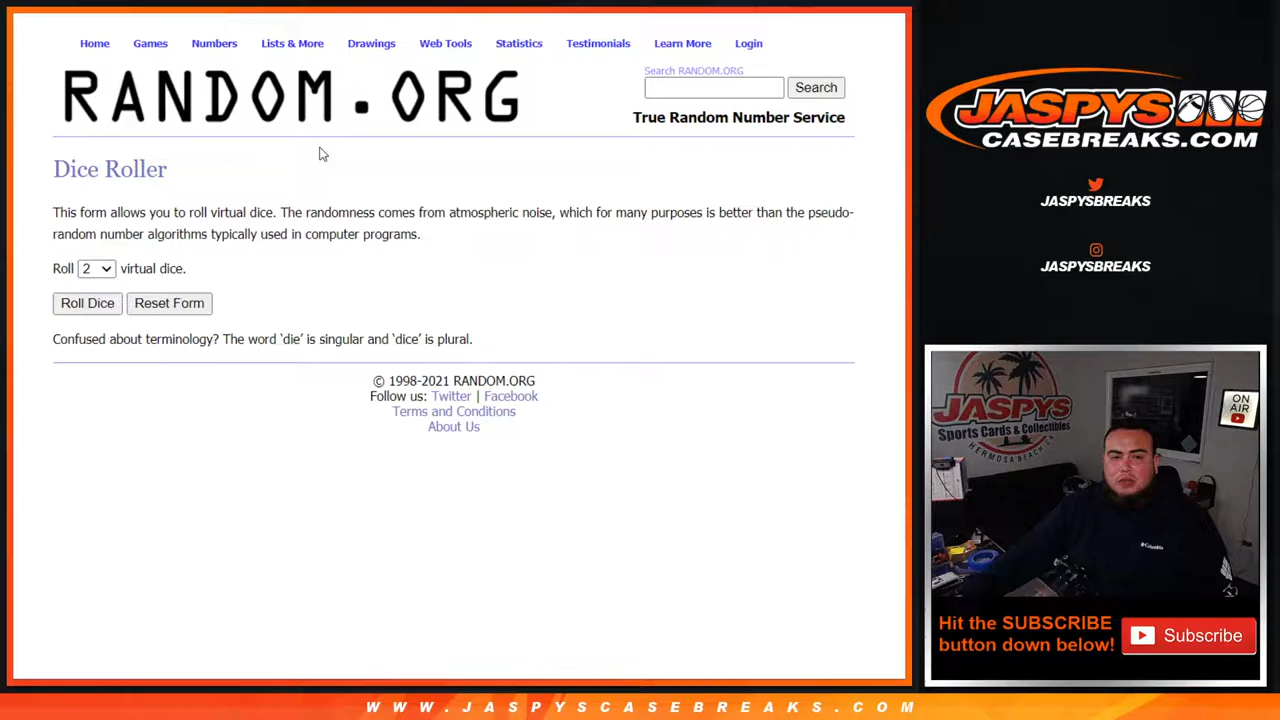 Home Games Numbers Lists & More Drawings Web Tools Statistics Testimonials Learn More Login
RANDOM.ORG
Search RANDOM.ORG
Search
True Random Number Service
Dice Roller
This form allows you to roll virtual dice. The randomness comes from atmospheric noise, which for many purposes is better than the pseudo-
random number algorithms typically used in computer programs.
Roll 2 virtual dice.
Roll Dice Reset Form
Confused about terminology? The word ‘die’ is singular and ‘dice’ is plural.
© 1998-2021 RANDOM.ORG
Follow us: Twitter | Facebook
Terms and Conditions
About Us
JASPYS
CASEBREAKS.COM
JASPYSBREAKS
JASPYSBREAKS
JASPYS
Sports Cards & Collectibles
HERMOSA BEACH CA
ON
AIR
Columbia
Hit the SUBSCRIBE
button down below!
Subscribe
WWW.JASPYSCASEBREAKS.COM